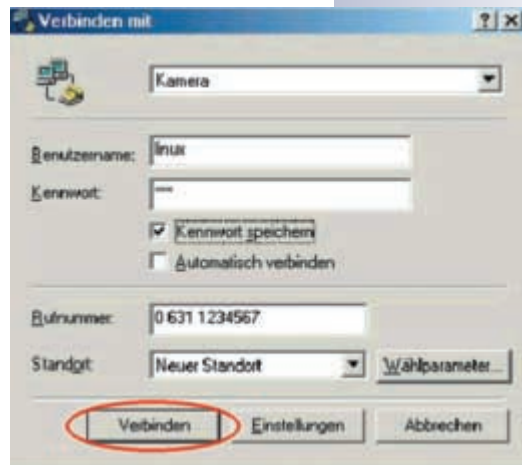 Verbinden mit
Kamera
Benutzername: linux
Kennwort: ****
Kennwort speichern
Automatisch verbinden
Rufnummer: 0 631 1234567
Standort: Neuer Standort Wählparameter...
Verbinden Einstellungen Abbrechen